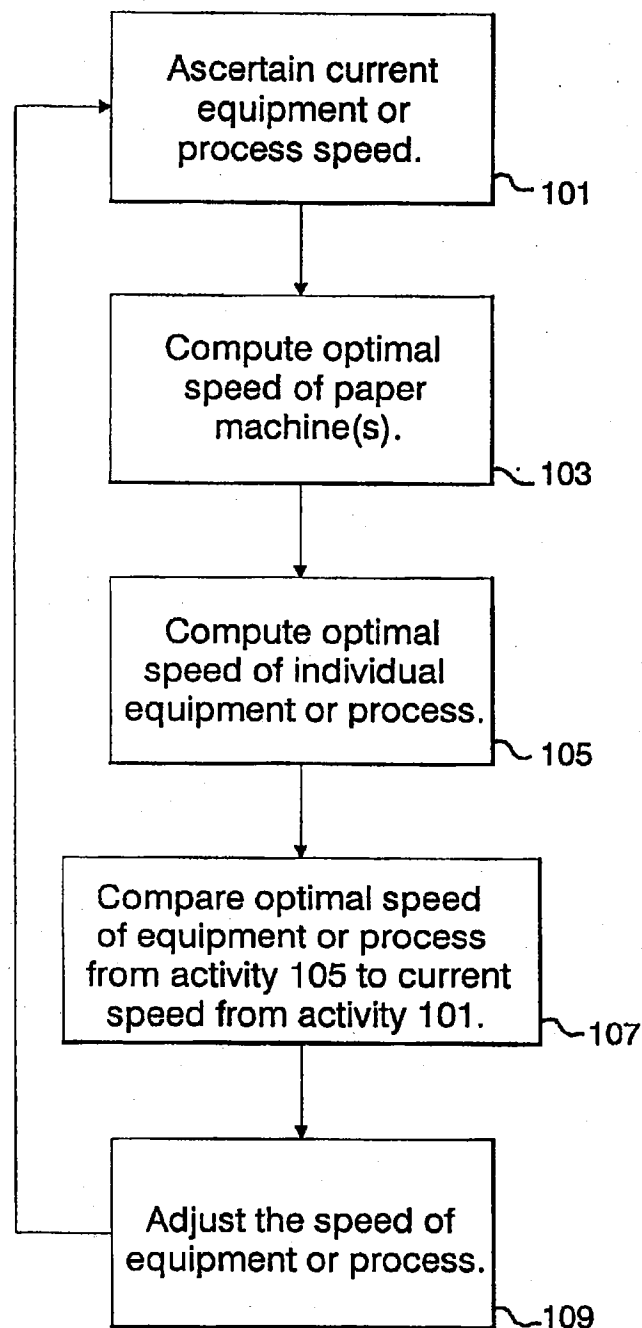 Ascertain current
equipment or
process speed.
101
Compute optimal
speed of paper
machine(s).
103
Compute optimal
speed of individual
equipment or process.
105
Compare optimal speed
of equipment or process
from activity 105 to current
speed from activity 101.
107
Adjust the speed of
equipment or process.
109